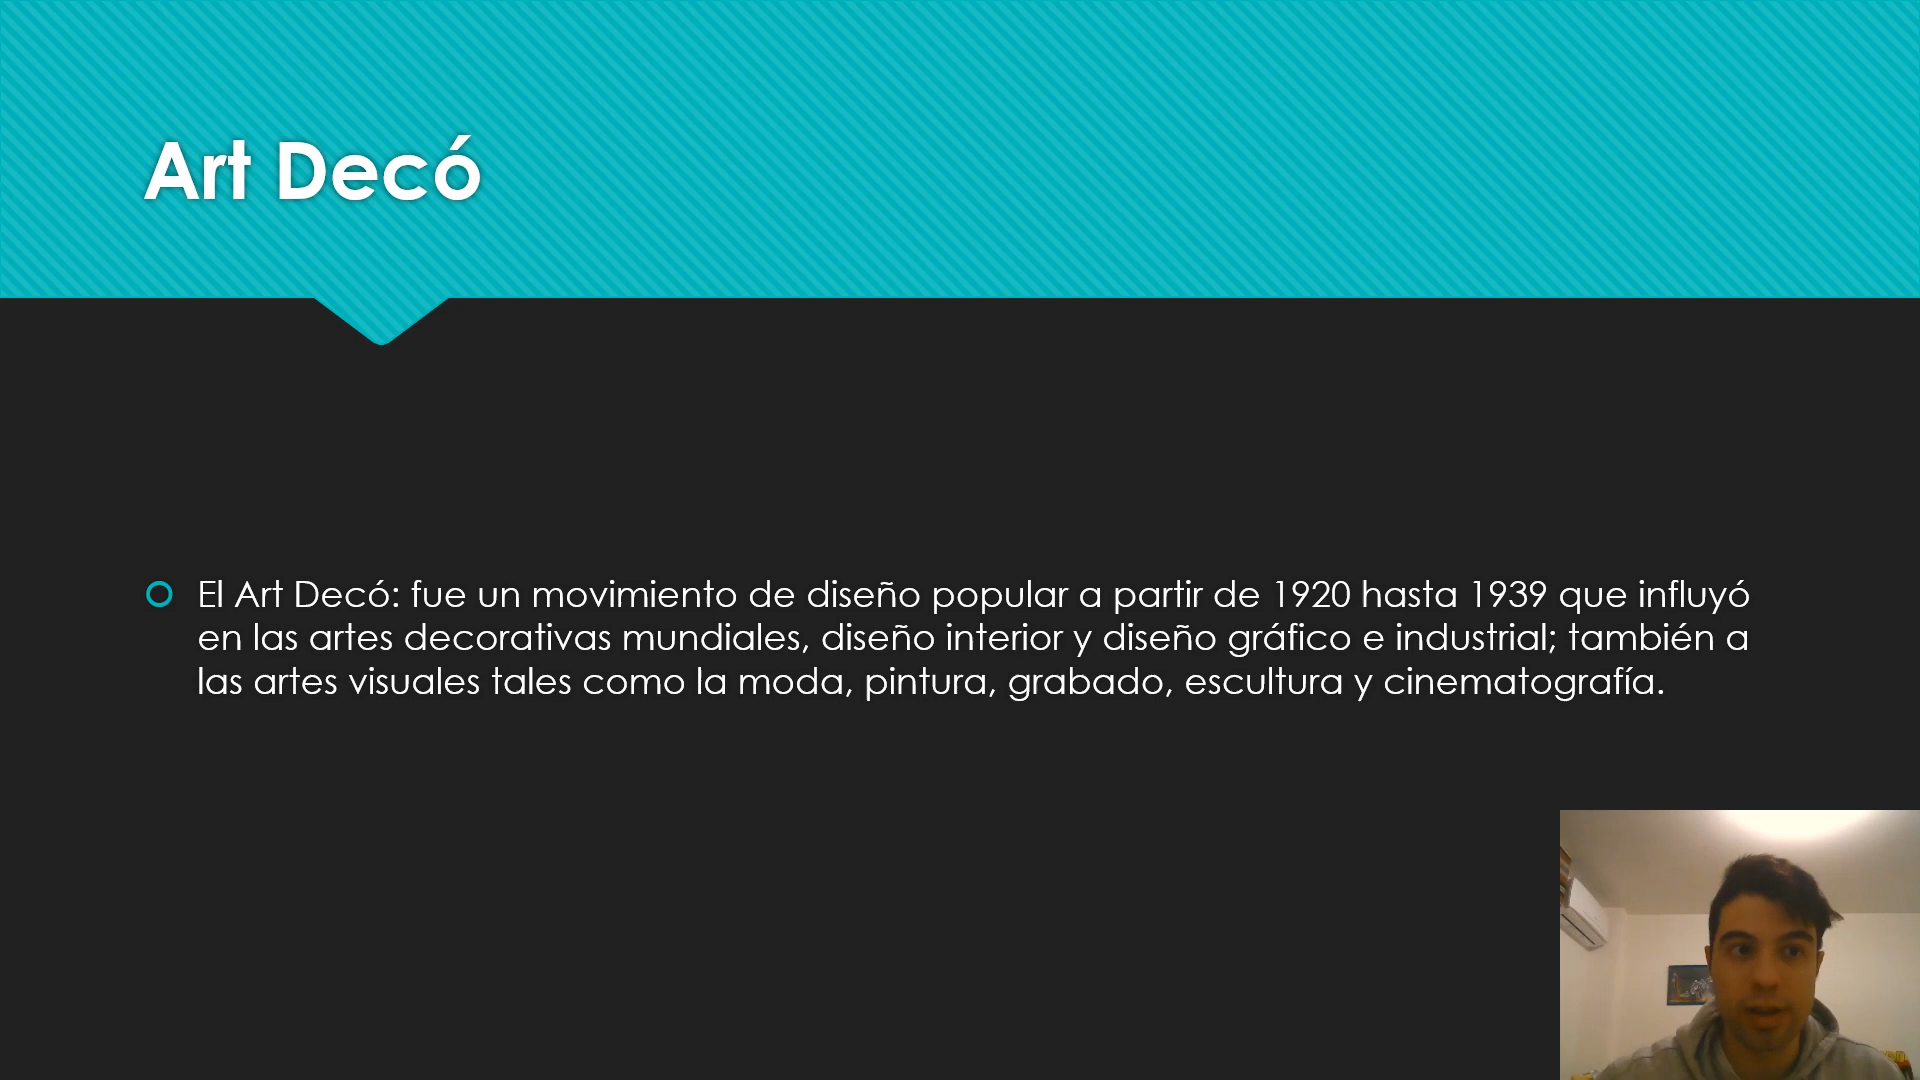 Art Decó
El Art Decó: fue un movimiento de diseño popular a partir de 1920 hasta 1939 que influyó
en las artes decorativas mundiales, diseño interior y diseño gráfico e industrial; también a
las artes visuales tales como la moda, pintura, grabado, escultura y cinematografía.